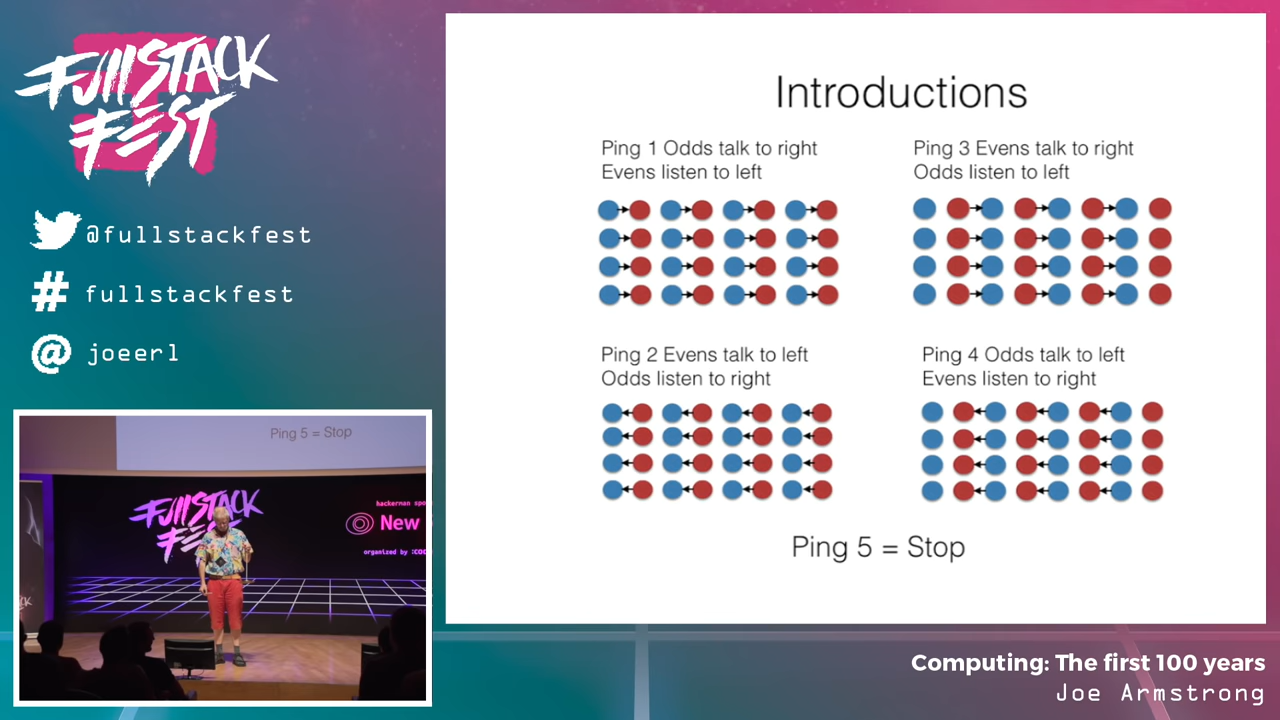 FullStack
Fest
@fullstackfest
# fullstackfest
@ joeerl
Introductions
Ping 1 Odds talk to right
Evens listen to left
Ping 3 Evens talk to right
Odds listen to left
Ping 2 Evens talk to left
Odds listen to right
Ping 4 Odds talk to left
Evens listen to right
Ping 5 = Stop
Ping 5 = Stop
FullStack
Fest
hackerman
New
organized by
Computing: The first 100 years
Joe Armstrong